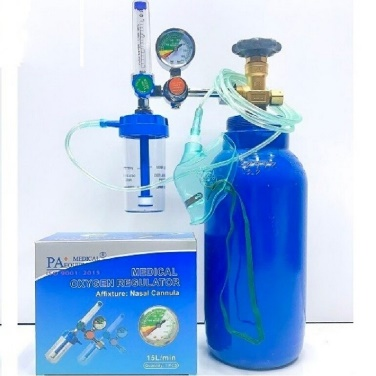 PA+ MEDICAL ®
ISO 9001: 2015
MEDICAL
OXYGEN REGULATOR
Affixture: Nasal Cannula
15L/min